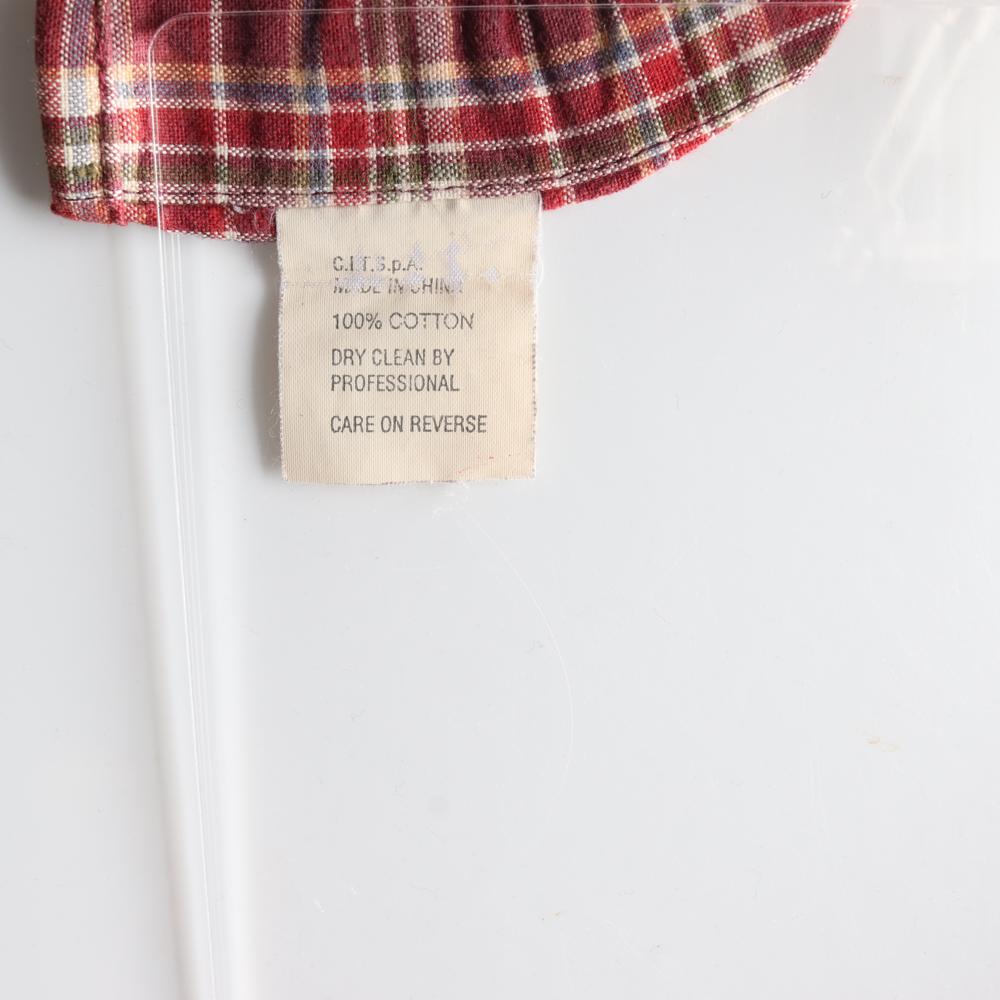 C.I.T.S.p.A.
MADE IN CHINA
100% COTTON
DRY CLEAN BY
PROFESSIONAL
CARE ON REVERSE